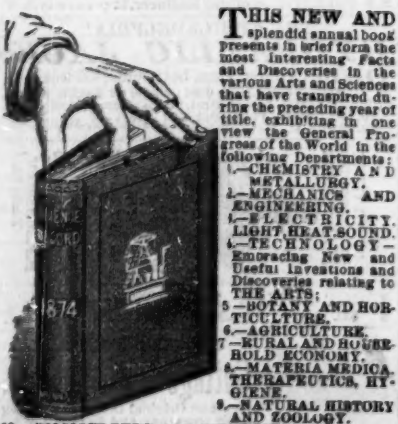 THIS NEW AND
splendid annual book
presents in brief form the
most interesting Facts
and Discoveries in the
various Arts and Sciences
that have transpired du-
ring the preceding year of
title, exhibiting in one
view the General Pro-
gress of the World in the
following Departments:
1.—CHEMISTRY AND
METALLURGY.
2.—MECHANICS AND
ENGINEERING.
3.—ELECTRICITY,
LIGHT, HEAT, SOUND.
4.—TECHNOLOGY—
Embracing New and
Useful Inventions and
Discoveries relating to
THE ARTS;
5—BOTANY AND HOR-
TICULTURE.
6.—AGRICULTURE.
7—RURAL AND HOUSE-
HOLD ECONOMY.
8.—MATERIA MEDICA,
THERAPEUTICS, HY-
GIENE.
9.—NATURAL HISTORY
AND ZOOLOGY.
1874